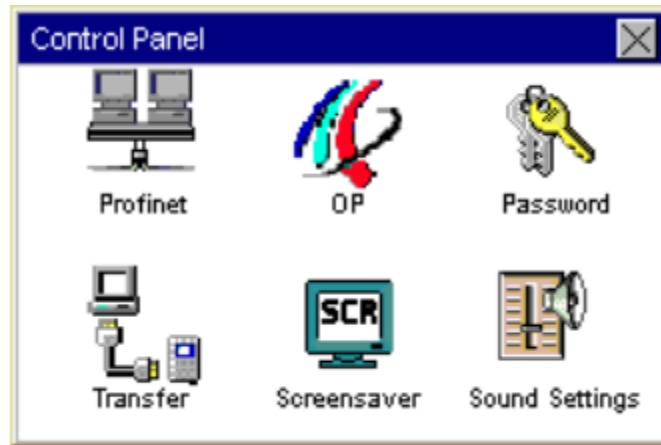 Control Panel
Profinet
OP
Password
SCR
Transfer
Screensaver
Sound Settings